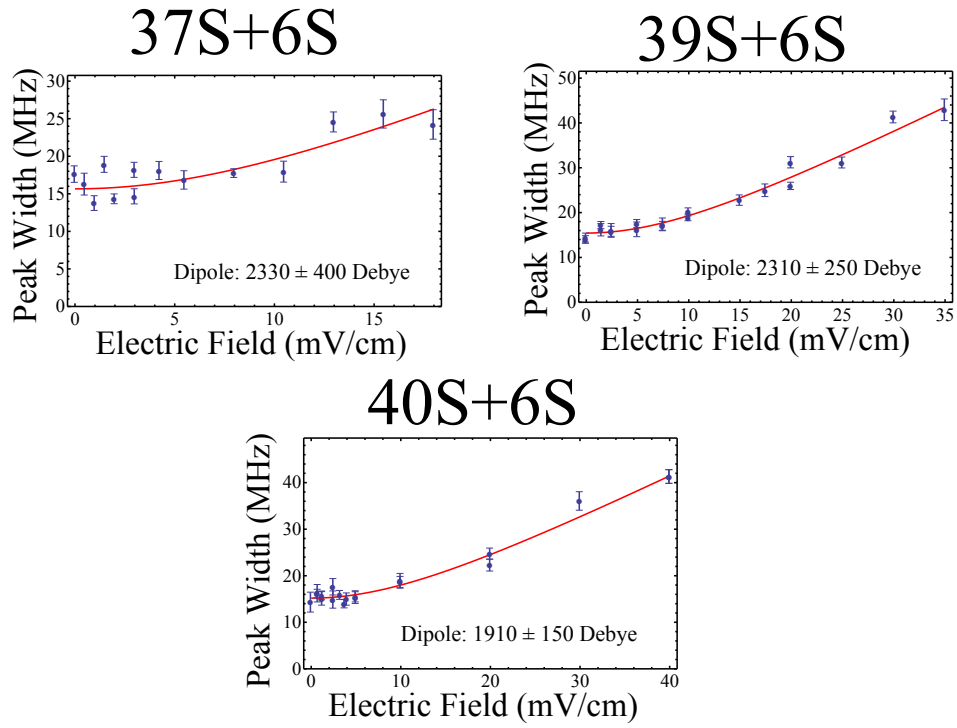 37S+6S
Peak Width (MHz)
30
25
20
15
10
5
0
Dipole: 2330 ± 400 Debye
0 5 10 15
Electric Field (mV/cm)
39S+6S
Peak Width (MHz)
50
40
30
20
10
0
Dipole: 2310 ± 250 Debye
0 5 10 15 20 25 30 35
Electric Field (mV/cm)
40S+6S
Peak Width (MHz)
40
30
20
10
0
Dipole: 1910 ± 150 Debye
0 10 20 30 40
Electric Field (mV/cm)